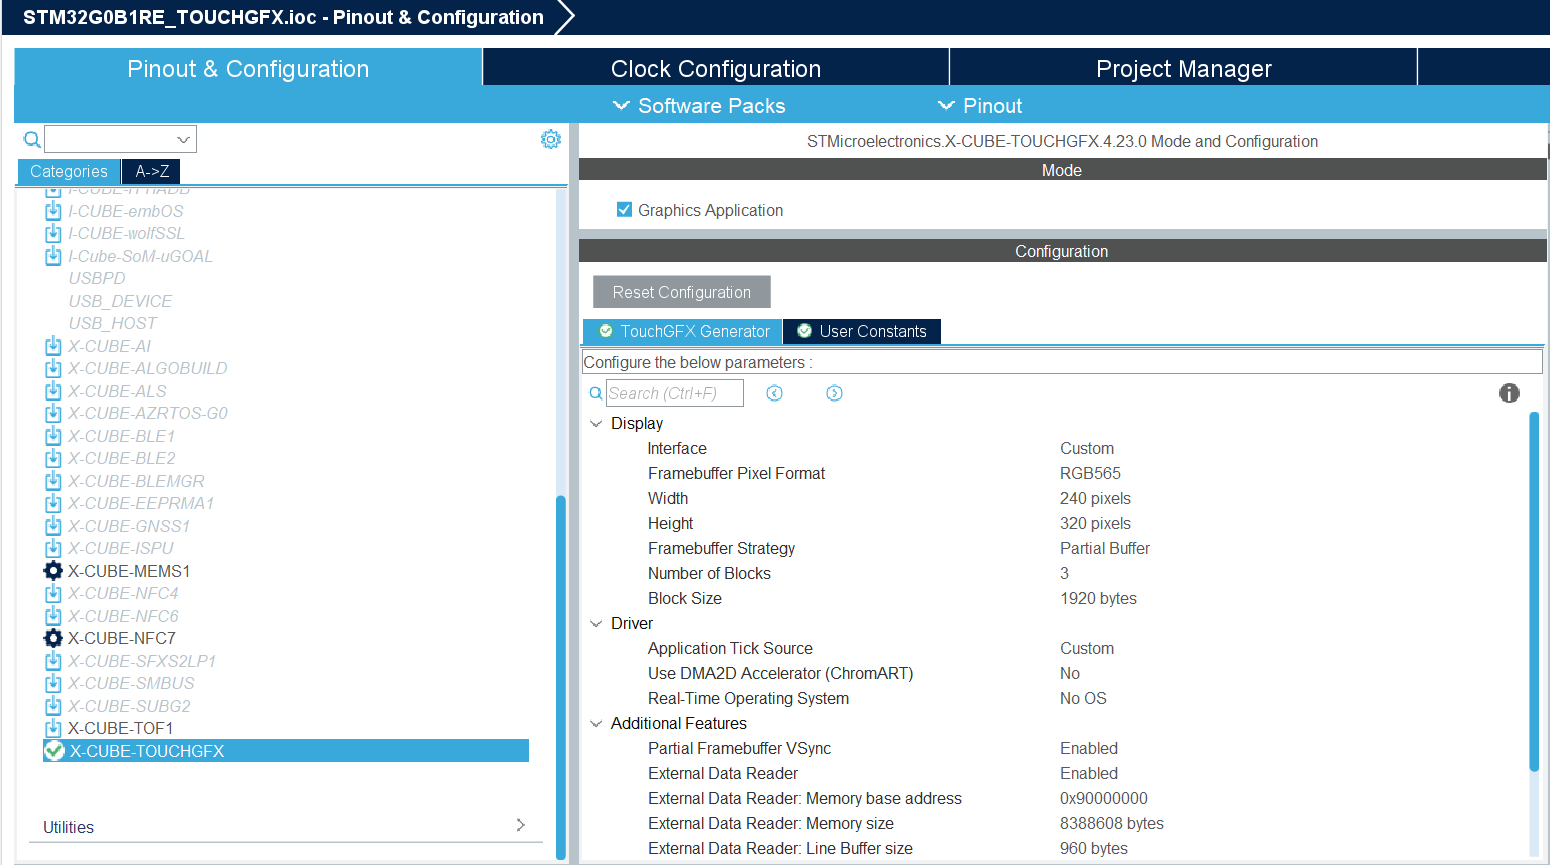 STM32G0B1RE_TOUCHGFX.ioc - Pinout & Configuration
Pinout & Configuration
Clock Configuration
Project Manager
Software Packs
Pinout
Categories
A->Z
I-CUBE-embOS
I-CUBE-wolfSSL
I-Cube-SoM-uGOAL
USBPD
USB_DEVICE
USB_HOST
X-CUBE-AI
X-CUBE-ALGOBUILD
X-CUBE-ALS
X-CUBE-AZRTOS-G0
X-CUBE-BLE1
X-CUBE-BLE2
X-CUBE-BLEMGR
X-CUBE-EEPRMA1
X-CUBE-GNSS1
X-CUBE-ISPU
X-CUBE-MEMS1
X-CUBE-NFC4
X-CUBE-NFC6
X-CUBE-NFC7
X-CUBE-SFXS2LP1
X-CUBE-SMBUS
X-CUBE-SUBG2
X-CUBE-TOF1
X-CUBE-TOUCHGFX
Utilities
STMicroelectronics.X-CUBE-TOUCHGFX.4.23.0 Mode and Configuration
Mode
Graphics Application
Configuration
Reset Configuration
TouchGFX Generator
User Constants
Configure the below parameters :
Search (Ctrl+F)
Display
Interface Custom
Framebuffer Pixel Format RGB565
Width 240 pixels
Height 320 pixels
Framebuffer Strategy Partial Buffer
Number of Blocks 3
Block Size 1920 bytes
Driver
Application Tick Source Custom
Use DMA2D Accelerator (ChromART) No
Real-Time Operating System No OS
Additional Features
Partial Framebuffer VSync Enabled
External Data Reader Enabled
External Data Reader: Memory base address 0x90000000
External Data Reader: Memory size 8388608 bytes
External Data Reader: Line Buffer size 960 bytes